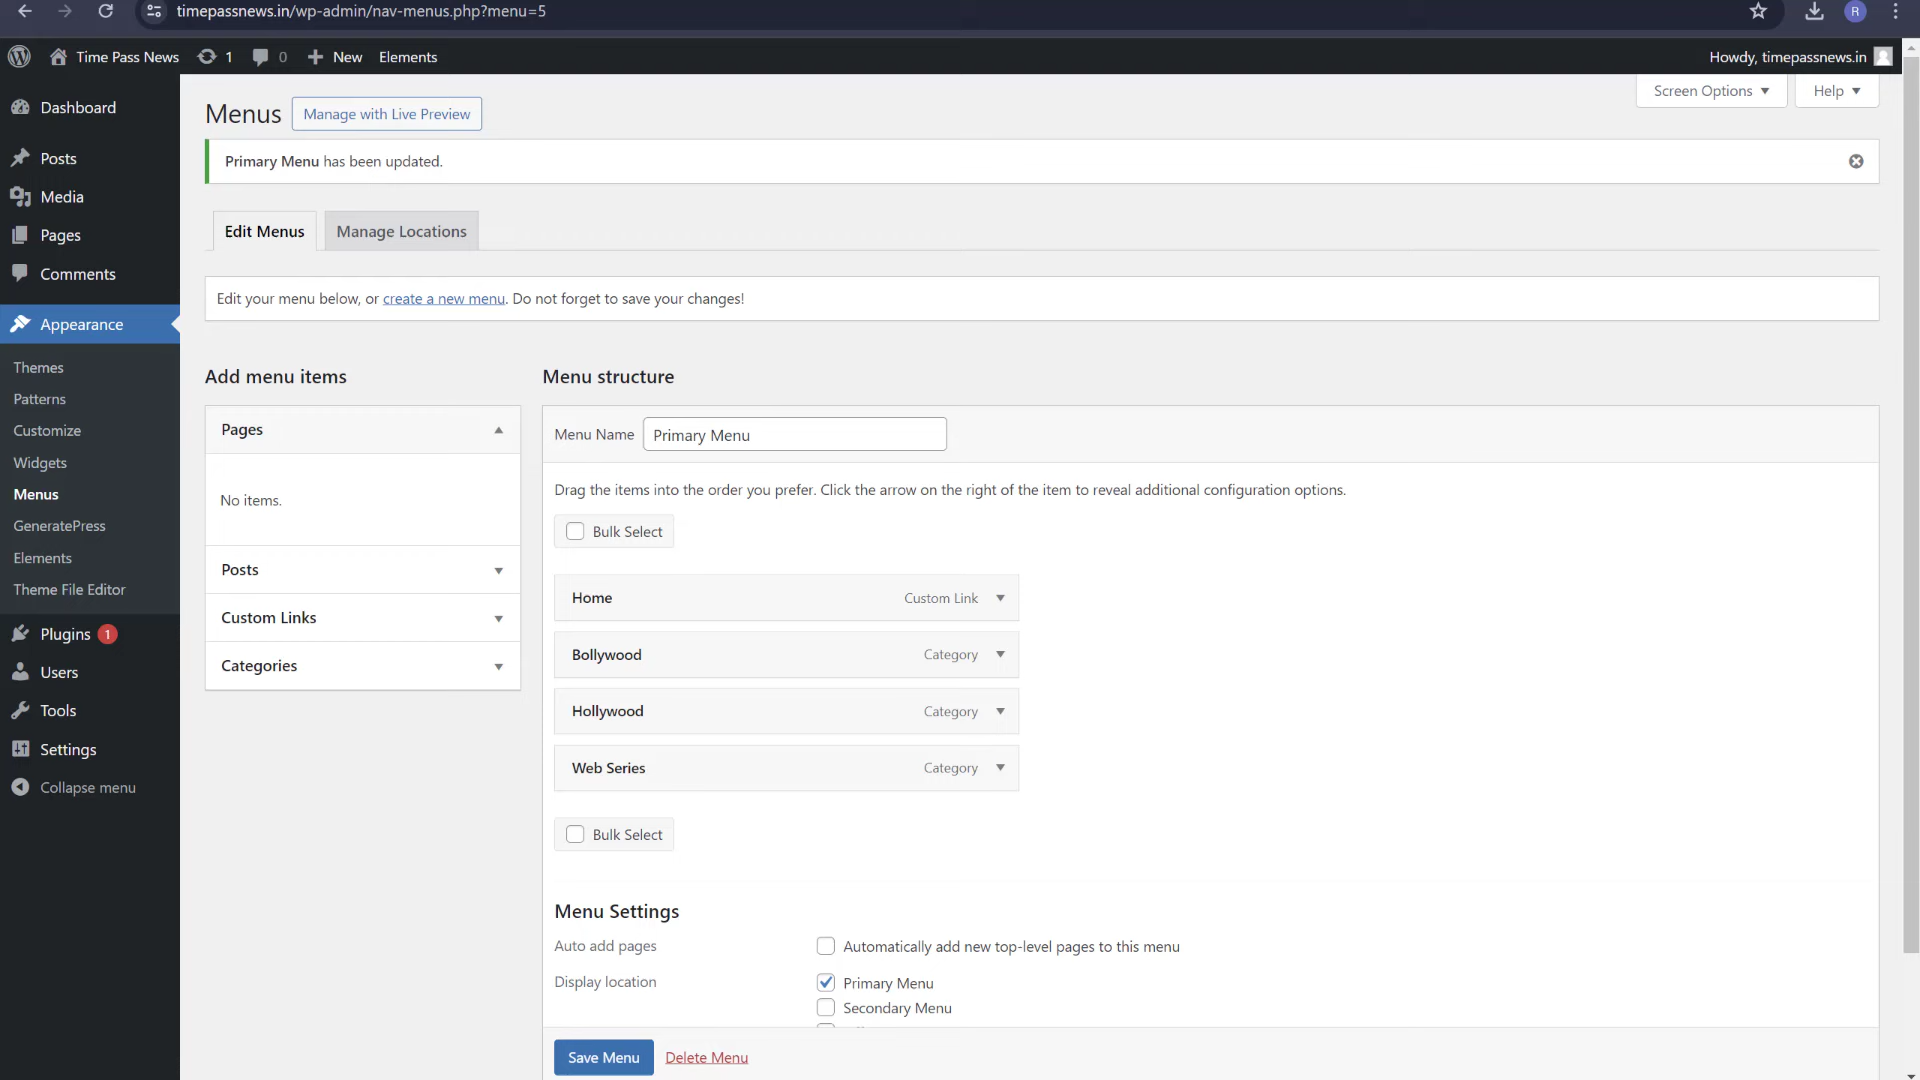 timepassnews.in/wp-admin/nav-menus.php?menu=5
R
Time Pass News
1
0
New
Elements
Howdy, timepassnews.in
Screen Options
Help
Dashboard
Posts
Media
Pages
Comments
Appearance
Themes
Patterns
Customize
Widgets
Menus
GeneratePress
Elements
Theme File Editor
Plugins 1
Users
Tools
Settings
Collapse menu
Menus
Manage with Live Preview
Primary Menu has been updated.
Edit Menus
Manage Locations
Edit your menu below, or create a new menu. Do not forget to save your changes!
Add menu items
Pages
No items.
Posts
Custom Links
Categories
Menu structure
Menu Name Primary Menu
Drag the items into the order you prefer. Click the arrow on the right of the item to reveal additional configuration options.
Bulk Select
Home Custom Link
Bollywood Category
Hollywood Category
Web Series Category
Bulk Select
Menu Settings
Auto add pages
Automatically add new top-level pages to this menu
Display location
Primary Menu
Secondary Menu
Save Menu
Delete Menu